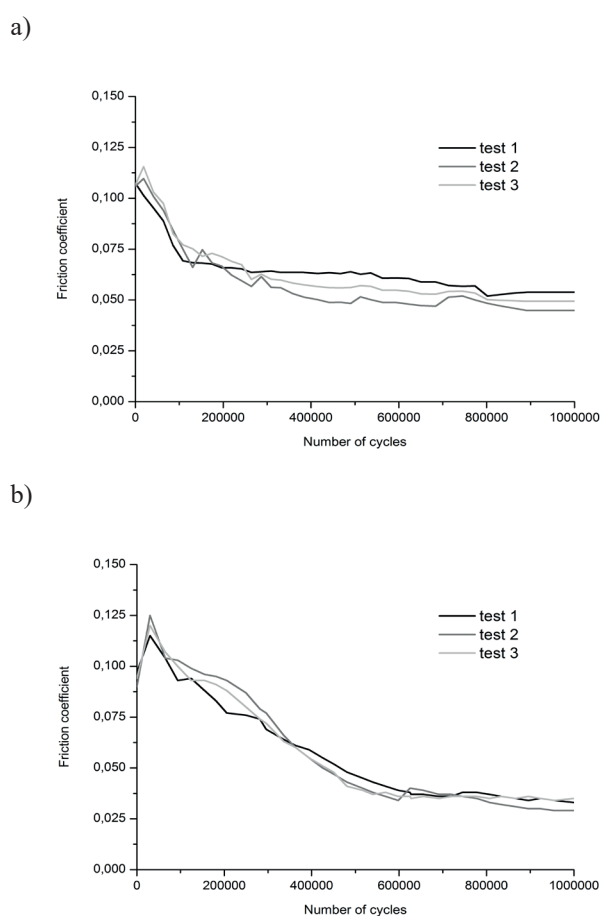 a)
0,150
0,125
0,100
0,075
0,050
0,025
0,000
Friction coefficient
test 1
test 2
test 3
0 200000 400000 600000 800000 1000000
Number of cycles
b)
0,150
0,125
0,100
0,075
0,050
0,025
0,000
Friction coefficient
test 1
test 2
test 3
0 200000 400000 600000 800000 1000000
Number of cycles